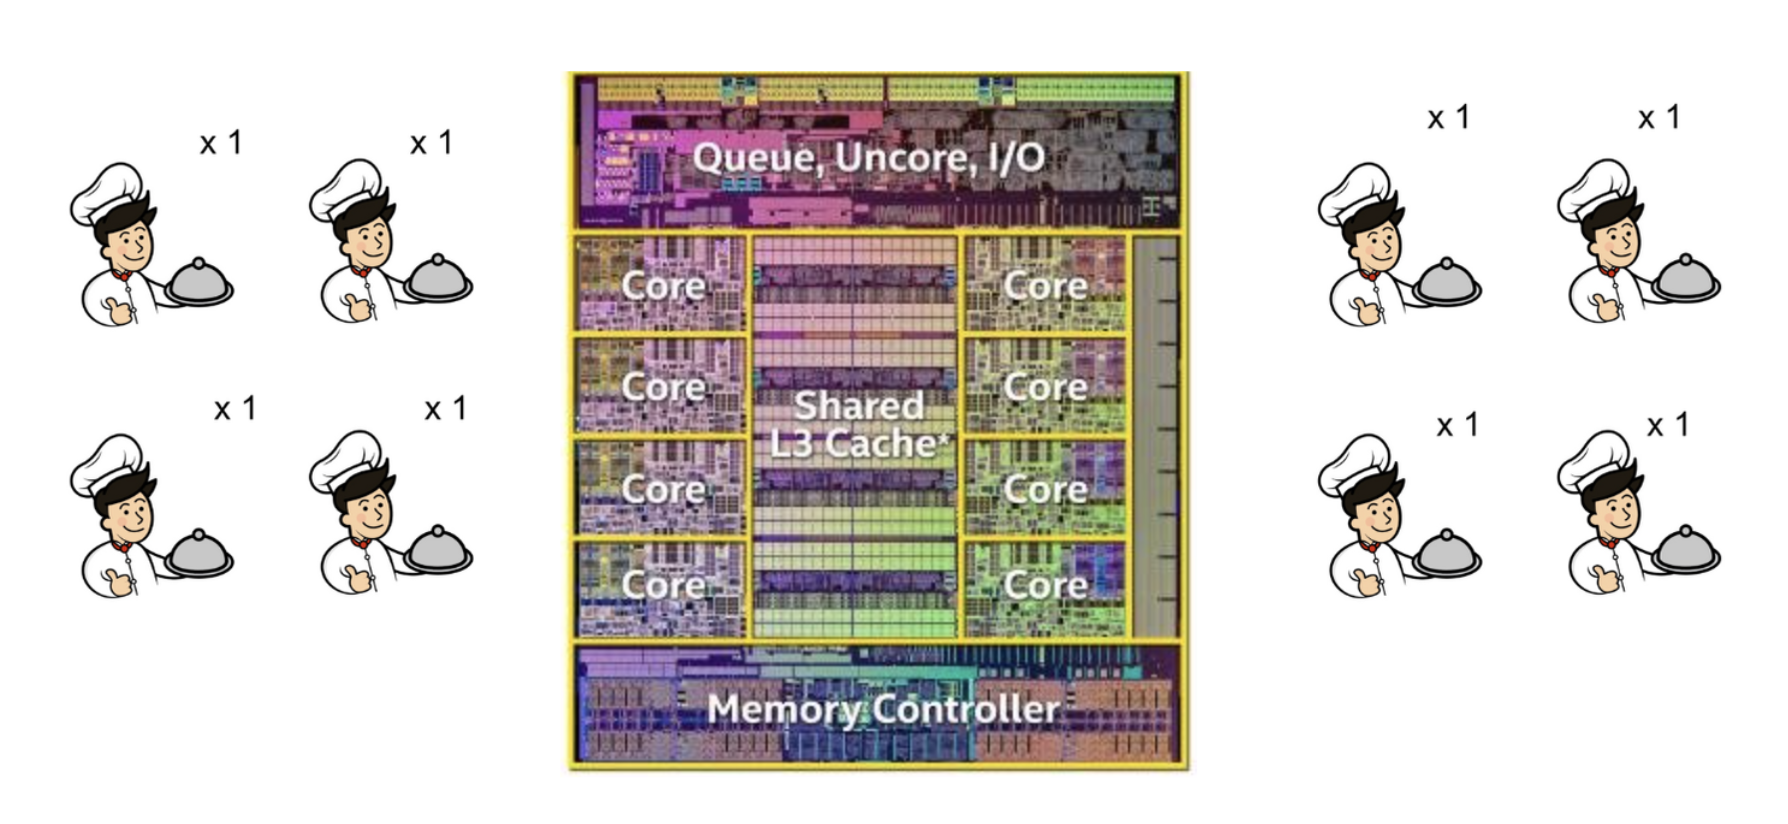 x 1
x 1
x 1
x 1
Queue, Uncore, I/O
Core
Core
Core
Core
Shared
L3 Cache*
Core
Core
Core
Core
Memory Controller
x 1
x 1
x 1
x 1